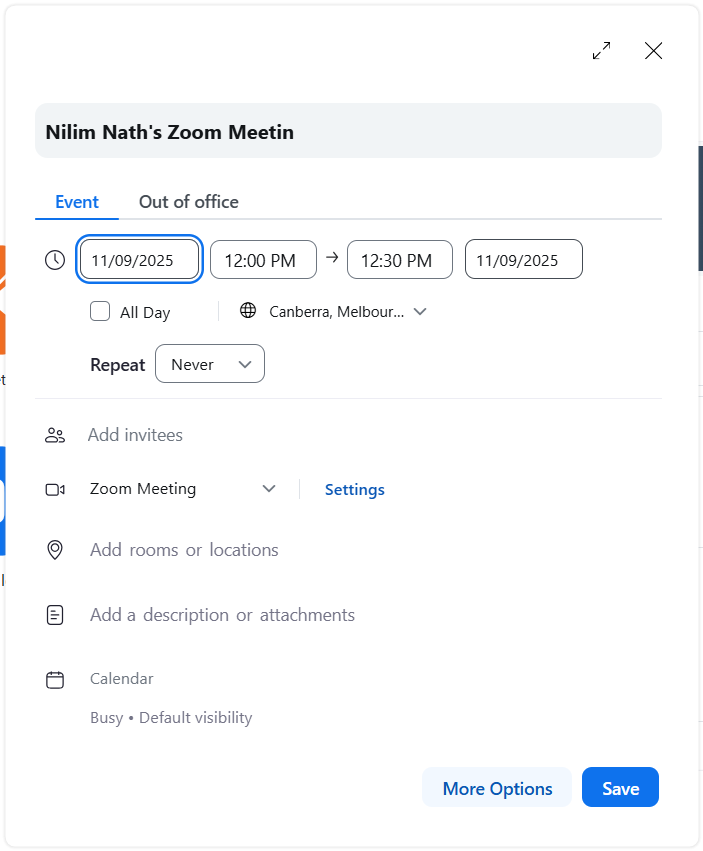 Nilim Nath's Zoom Meetin
Event Out of office
11/09/2025 12:00 PM → 12:30 PM 11/09/2025
All Day Canberra, Melbour...
Repeat Never
Add invitees
Zoom Meeting Settings
Add rooms or locations
Add a description or attachments
Calendar
Busy • Default visibility
More Options Save